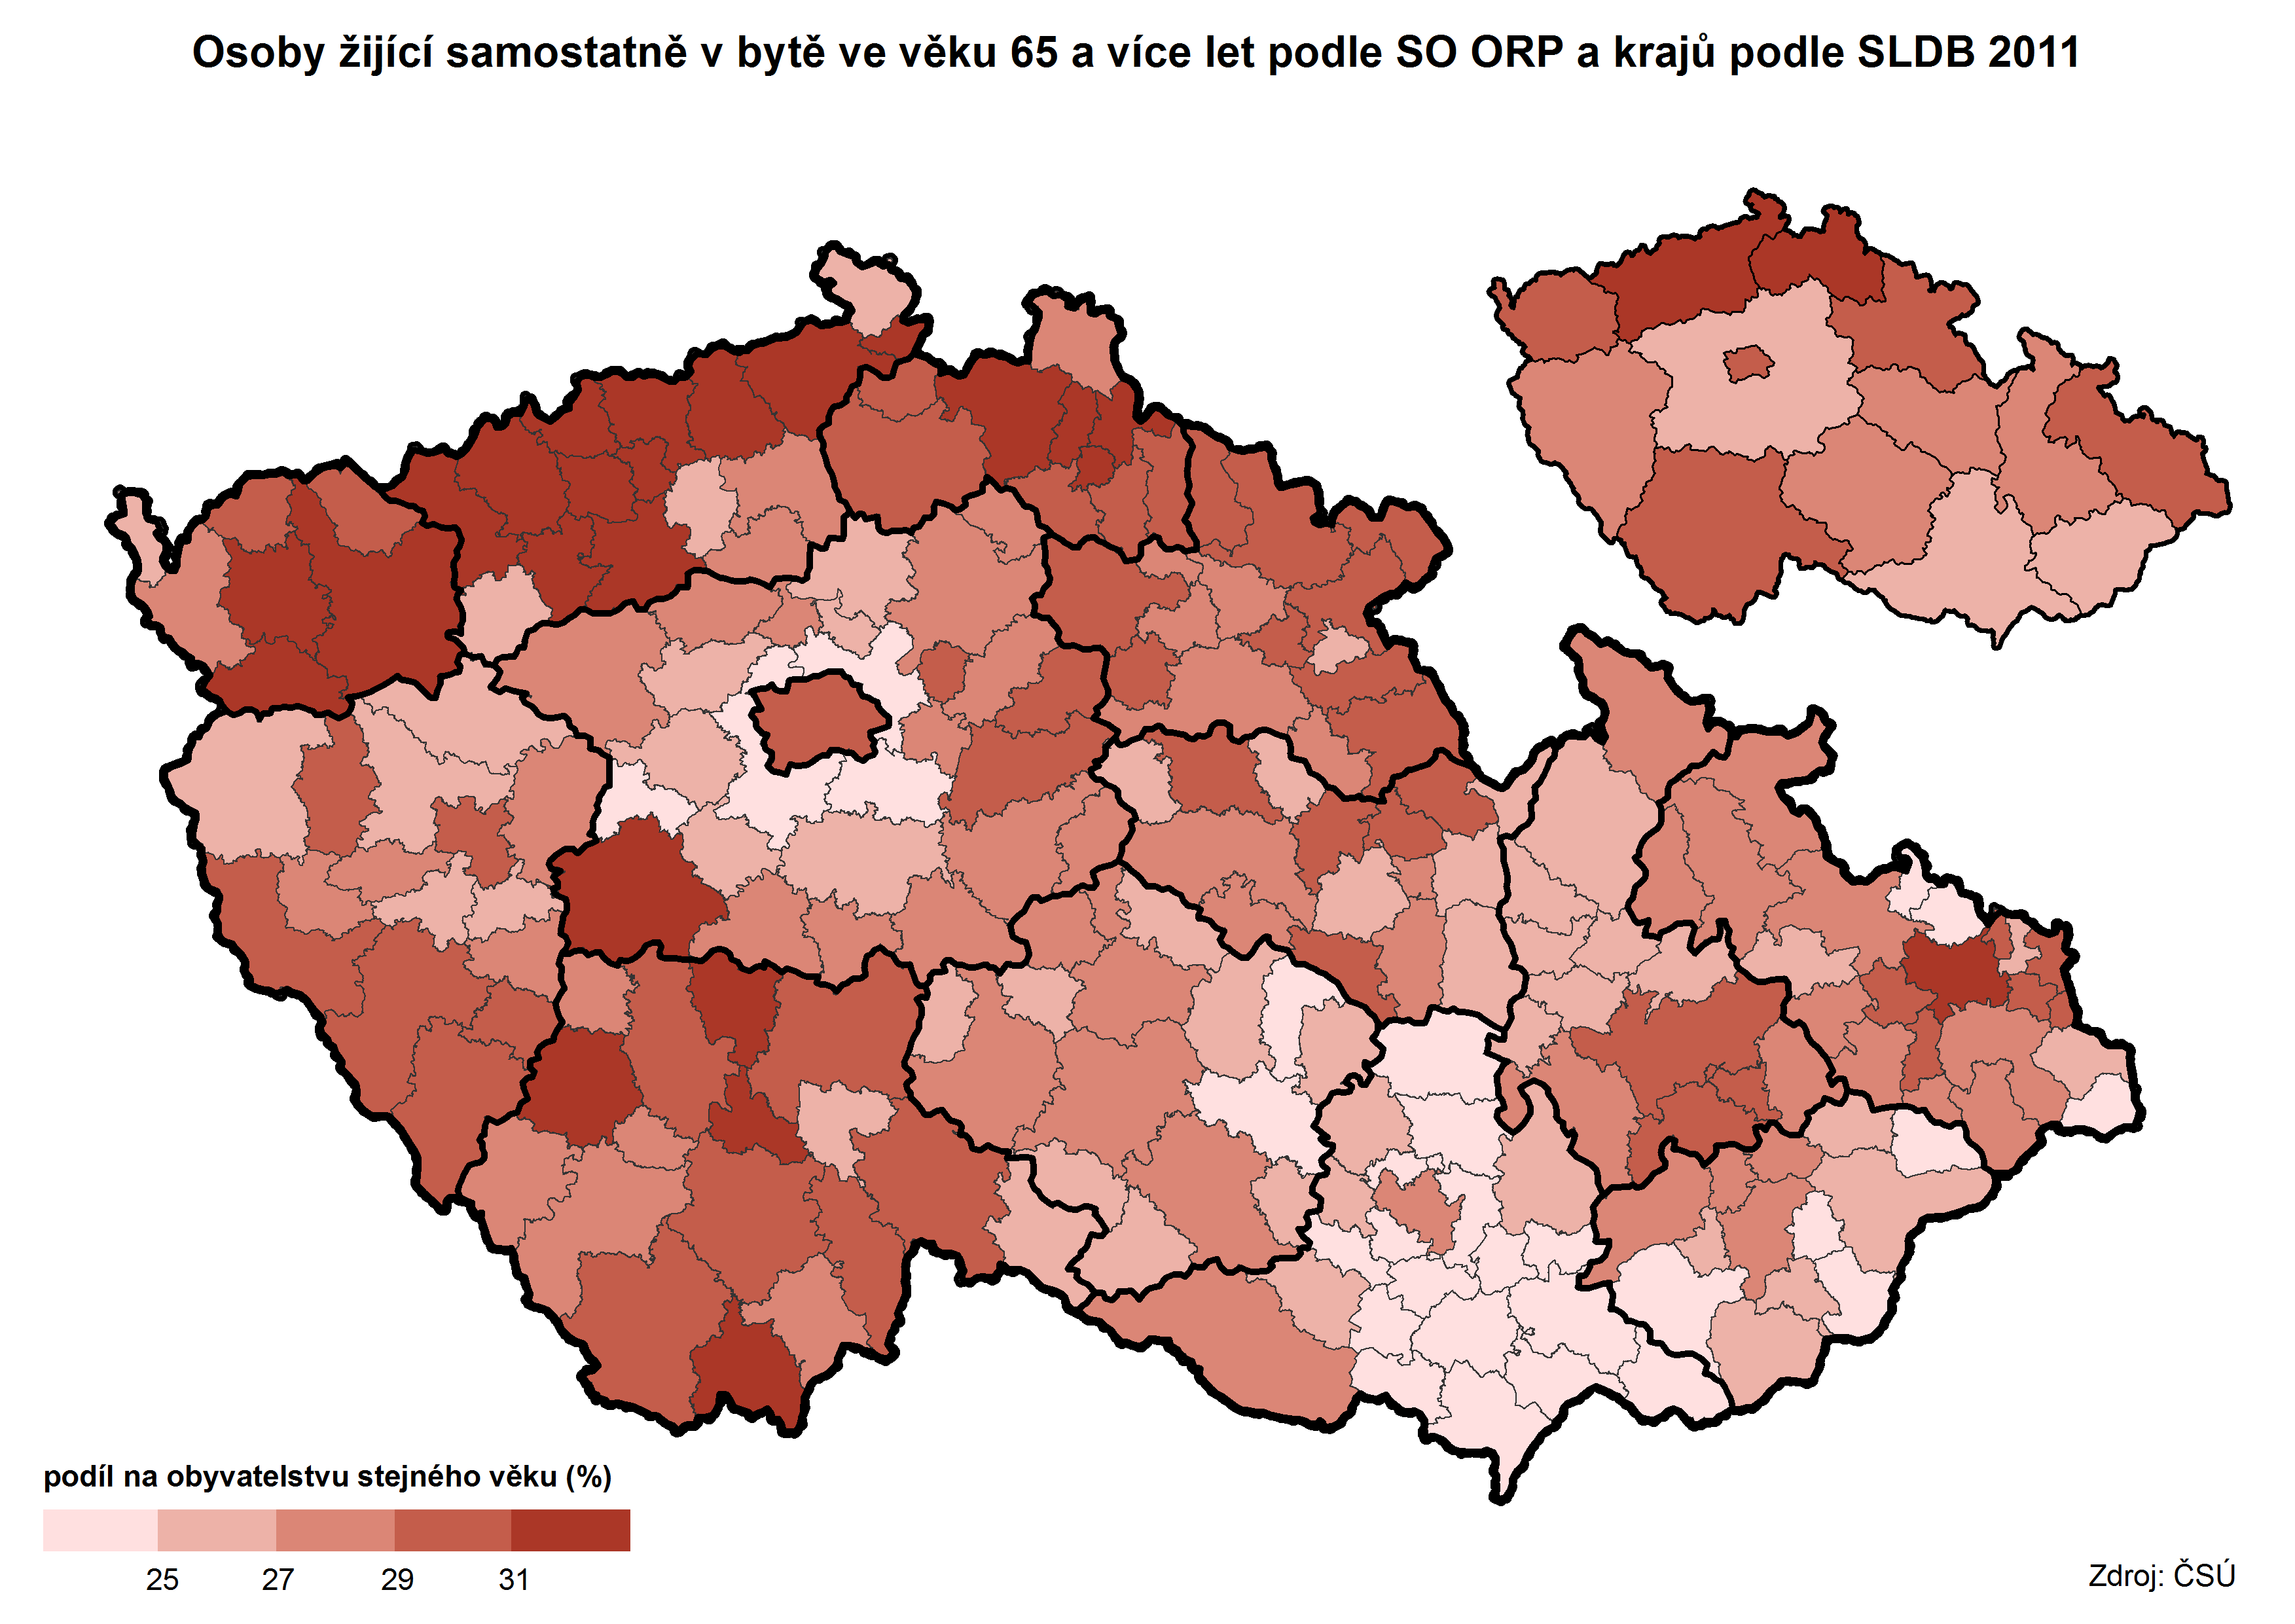 Osoby žijící samostatně v bytě ve věku 65 a více let podle SO ORP a krajů podle SLDB 2011
podíl na obyvatelstvu stejného věku (%)
25 27 29 31
Zdroj: ČSÚ